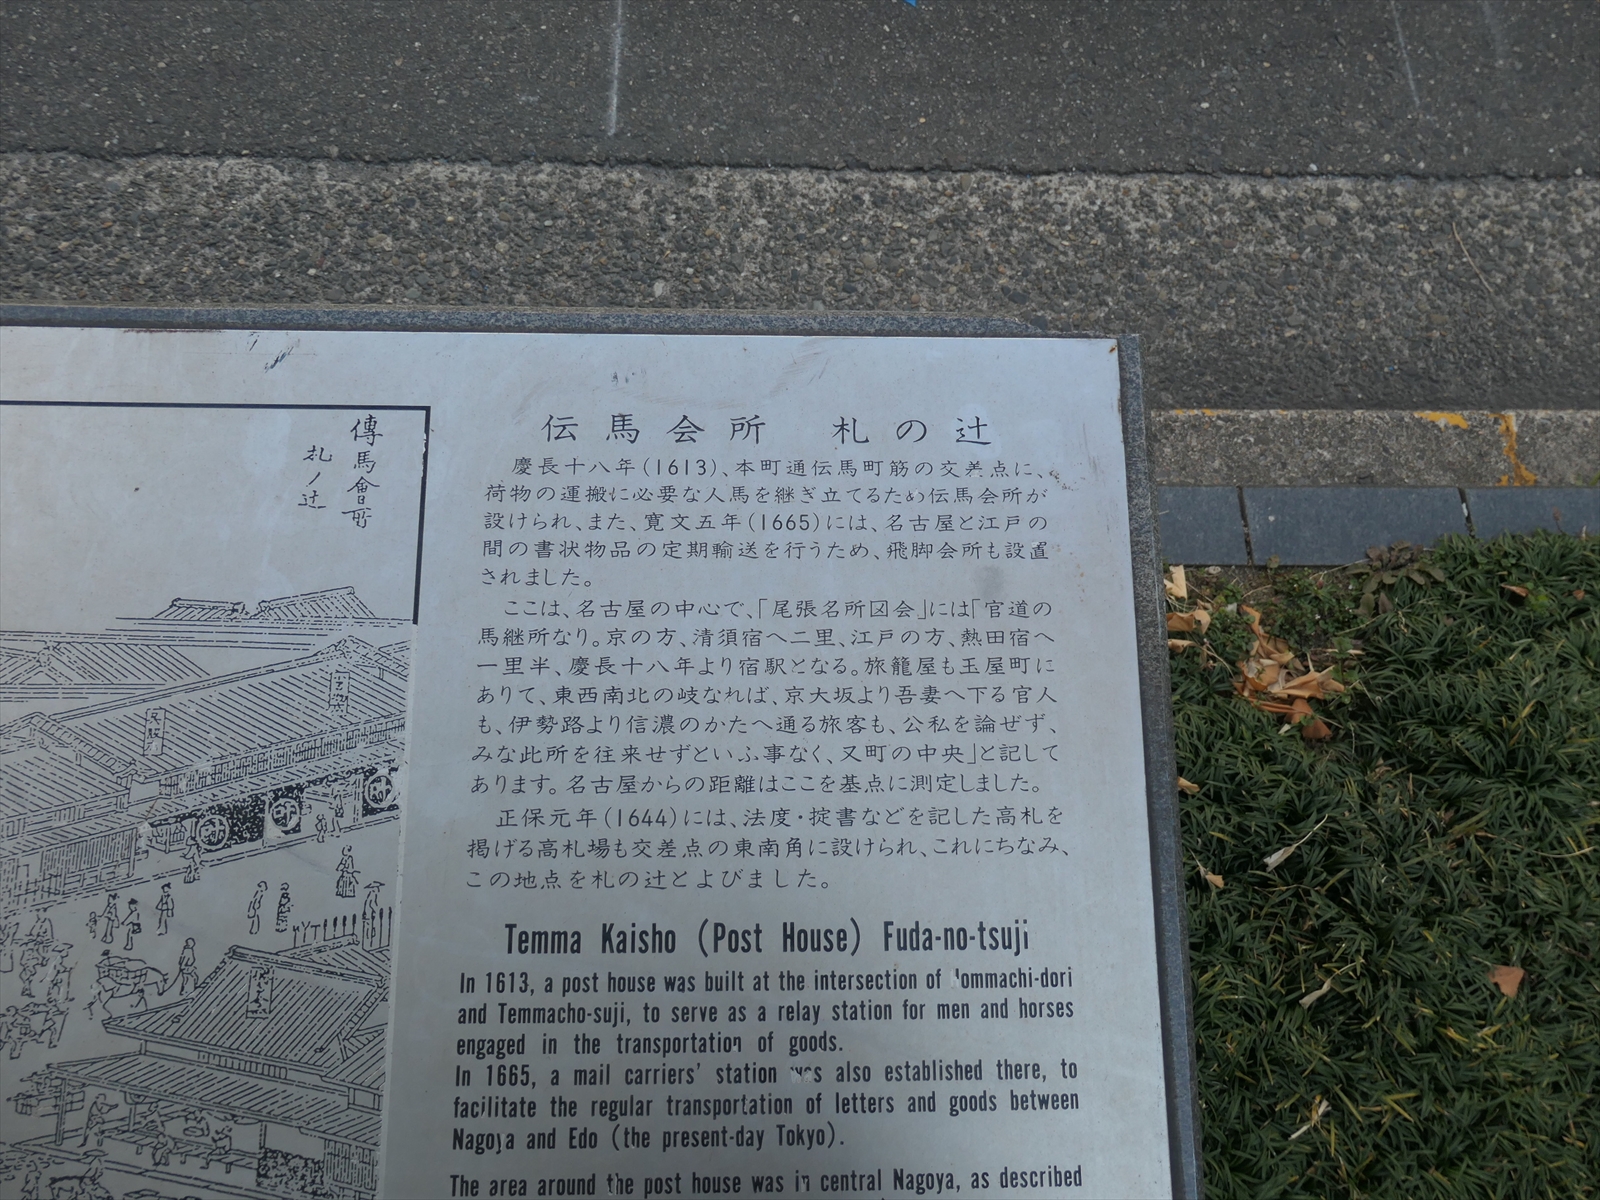 傳馬會所
札ノ辻
伝馬会所 札の辻
慶長十八年(1613)、本町通伝馬町筋の交差点に、
荷物の運搬に必要な人馬を継ぎ立てるため伝馬会所が
設けられ、また、寛文五年(1665)には、名古屋と江戸の
間の書状物品の定期輸送を行うため、飛脚会所も設置
されました。
ここは、名古屋の中心で、「尾張名所図会」には「官道の
馬継所なり。京の方、清須宿へ二里、江戸の方、熱田宿へ
一里半、慶長十八年より宿駅となる。旅籠屋も玉屋町に
ありて、東西南北の岐なれば、京大坂より吾妻へ下る官人
も、伊勢路より信濃のかたへ通る旅客も、公私を論ぜず、
みな此所を往来せずといふ事なく、又町の中央」と記して
あります。名古屋からの距離はここを基点に測定しました。
正保元年(1644)には、法度・掟書などを記した高札を
掲げる高札場も交差点の東南角に設けられ、これにちなみ、
この地点を札の辻とよびました。
Temma Kaisho (Post House) Fuda-no-tsuji
In 1613, a post house was built at the intersection of Hommachi-dori
and Temmacho-suji, to serve as a relay station for men and horses
engaged in the transportation of goods.
In 1665, a mail carriers' station was also established there, to
facilitate the regular transportation of letters and goods between
Nagoya and Edo (the present-day Tokyo).
The area around the post house was in central Nagoya, as described